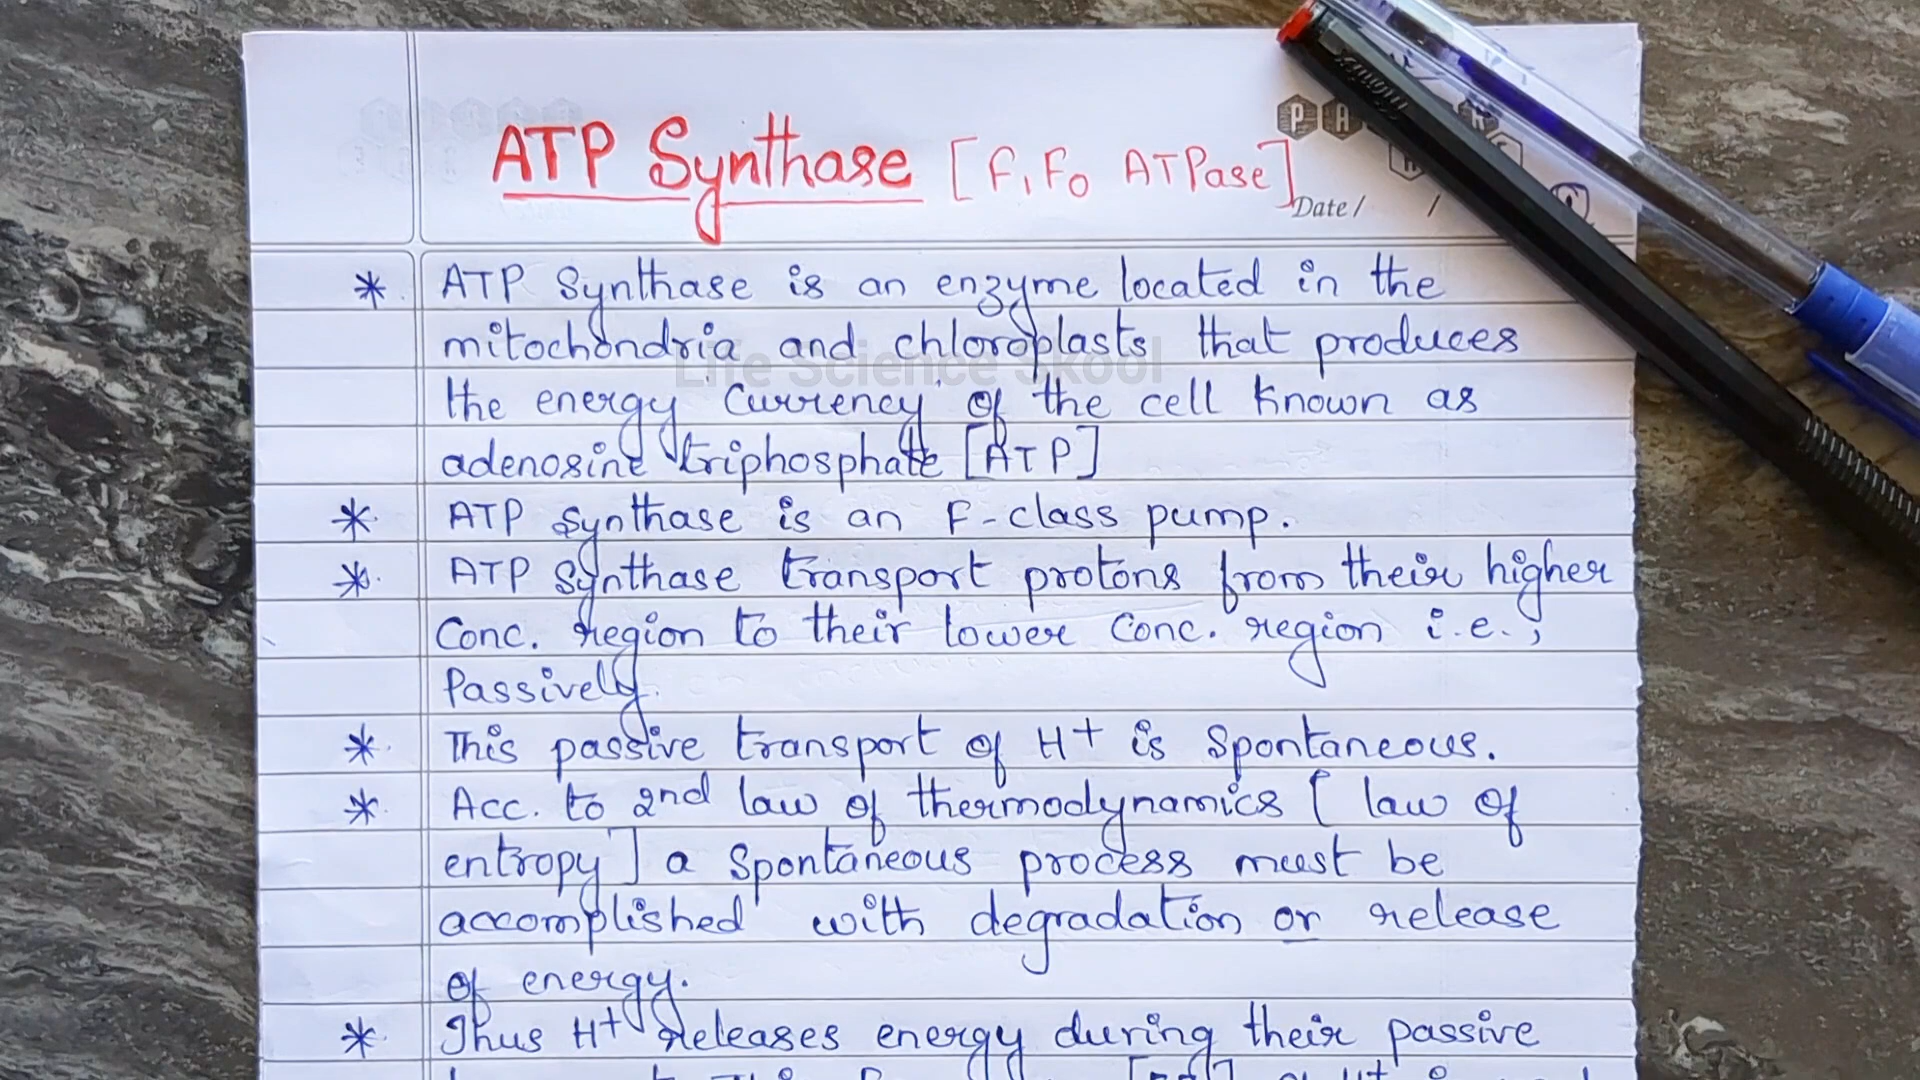 ATP Synthase [F1F0 ATPase]
Date / /
* ATP Synthase is an enzyme located in the
mitochondria and chloroplasts that produces
the energy 'currency' of the cell known as
adenosine triphosphate [ATP]
* ATP Synthase is an F-class pump.
* ATP Synthase transport protons from their higher
Conc. region to their lower conc. region i.e.,
Passively.
* This passive transport of H+ is spontaneous.
* Acc. to 2nd law of thermodynamics [ law of
entropy ] a spontaneous process must be
accomplished with degradation or release
of energy.
* Thus H+ releases energy during their passive
Life Science Skool